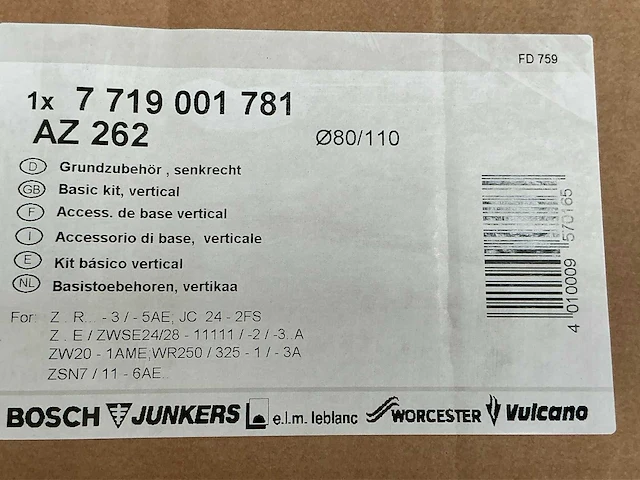 FD 759
1x 7 719 001 781
AZ 262 Ø80/110
D Grundzubehör , senkrecht
GB Basic kit, vertical
F Access. de base vertical
I Accessorio di base, verticale
E Kit básico vertical
NL Basistoebehoren, vertikaa
For: Z . R... - 3 / - 5AE, JC 24 - 2FS
Z . E / ZWSE24/28 - 11111 / -2 / -3..A
ZW20 - 1AME,WR250 / 325 - 1 / - 3A
ZSN7 / 11 - 6AE
4 010009 570165
BOSCH JUNKERS e.l.m. leblanc WORCESTER Vulcano